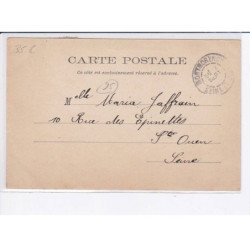 35 €
CARTE POSTALE
Ce côté est exclusivement réservé à l'adresse.
Melle Maria Jaffrain
10 Rue des Epinettes
St Ouen
Seine